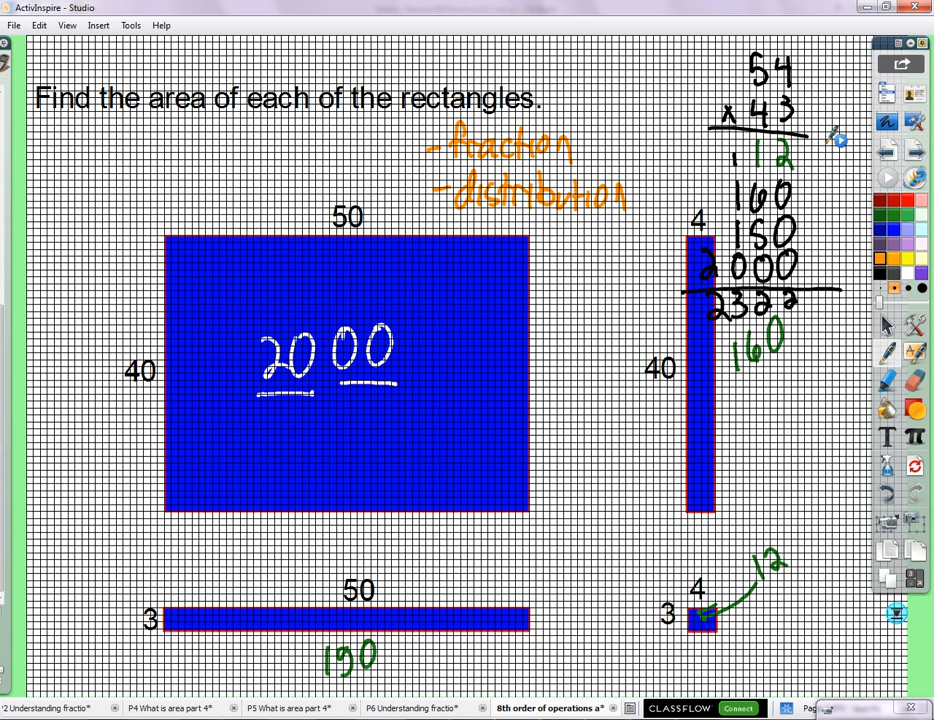 ActivInspire - Studio
File Edit View Insert Tools Help
Find the area of each of the rectangles.
54
x 43
1 12
160
150
2000
2322
160
-fraction
-distribution
50
4
40
2000
40
50
4
12
3
3
150
P4 What is area part 4*
P5 What is area part 4*
P6 Understanding fractio*
8th order of operations a*
CLASSFLOW Connect